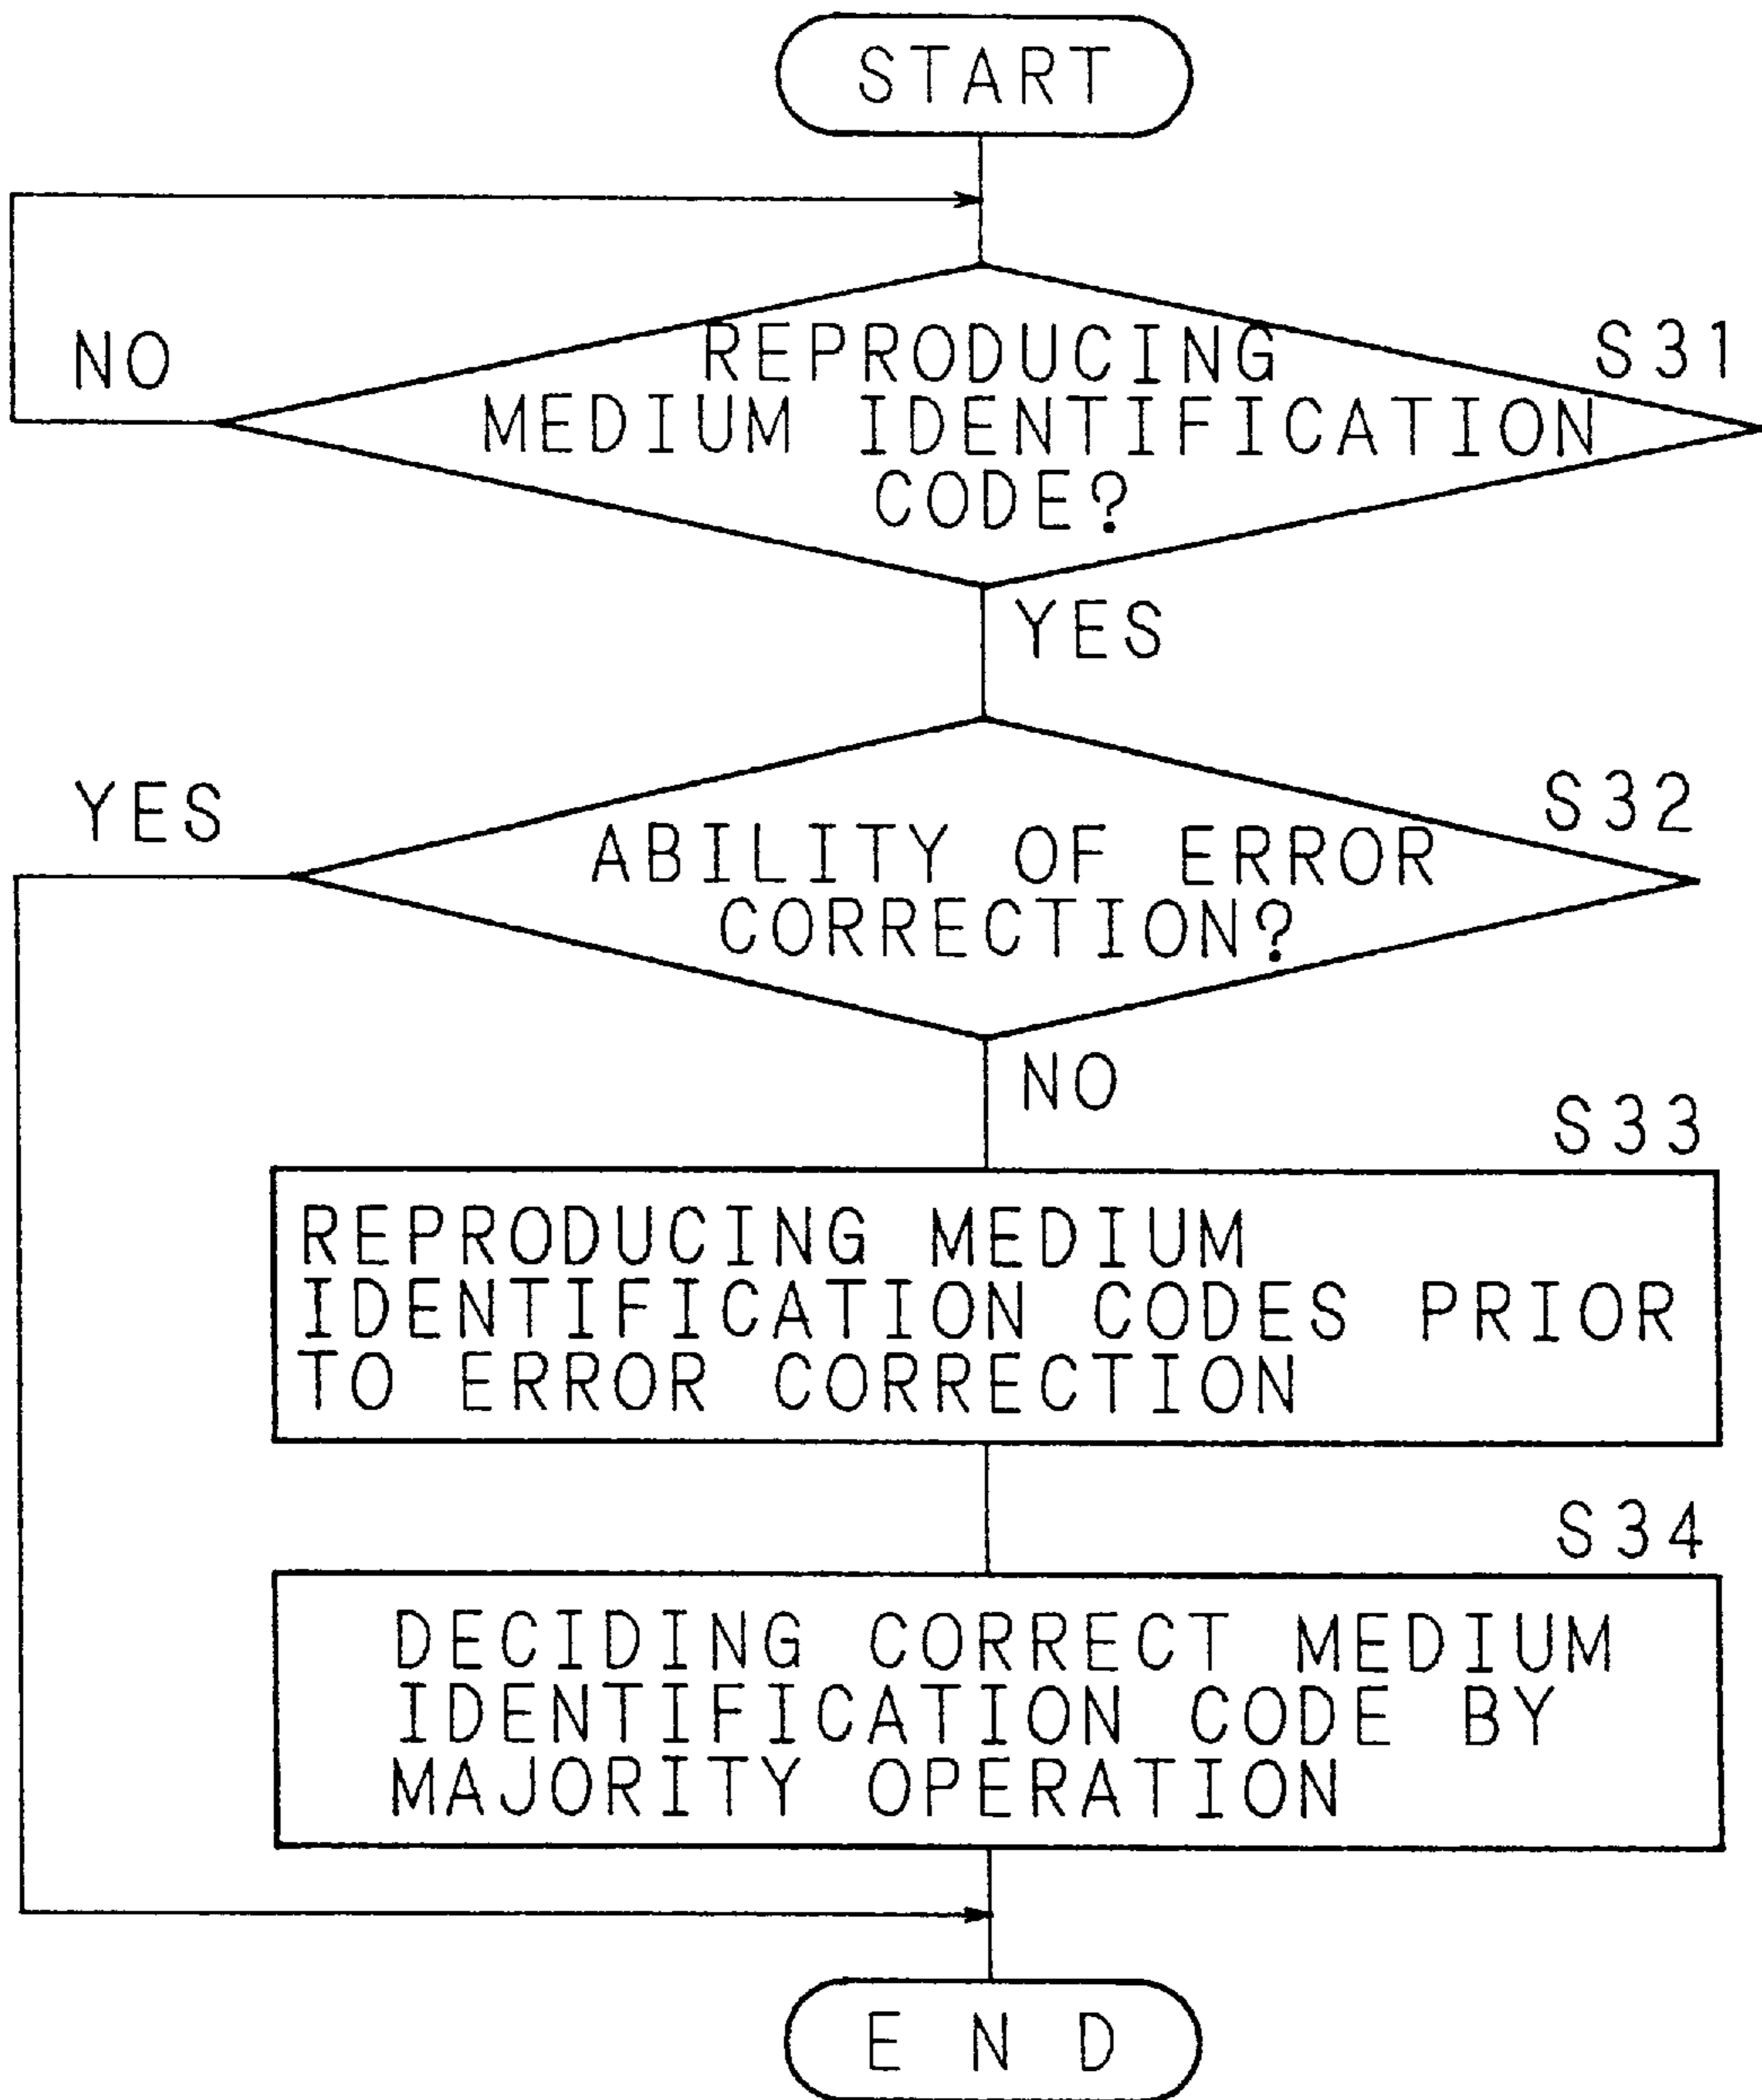 START
NO
REPRODUCING
MEDIUM IDENTIFICATION
CODE?
S31
YES
YES
S32
ABILITY OF ERROR
CORRECTION?
NO
S33
REPRODUCING MEDIUM
IDENTIFICATION CODES PRIOR
TO ERROR CORRECTION
S34
DECIDING CORRECT MEDIUM
IDENTIFICATION CODE BY
MAJORITY OPERATION
END